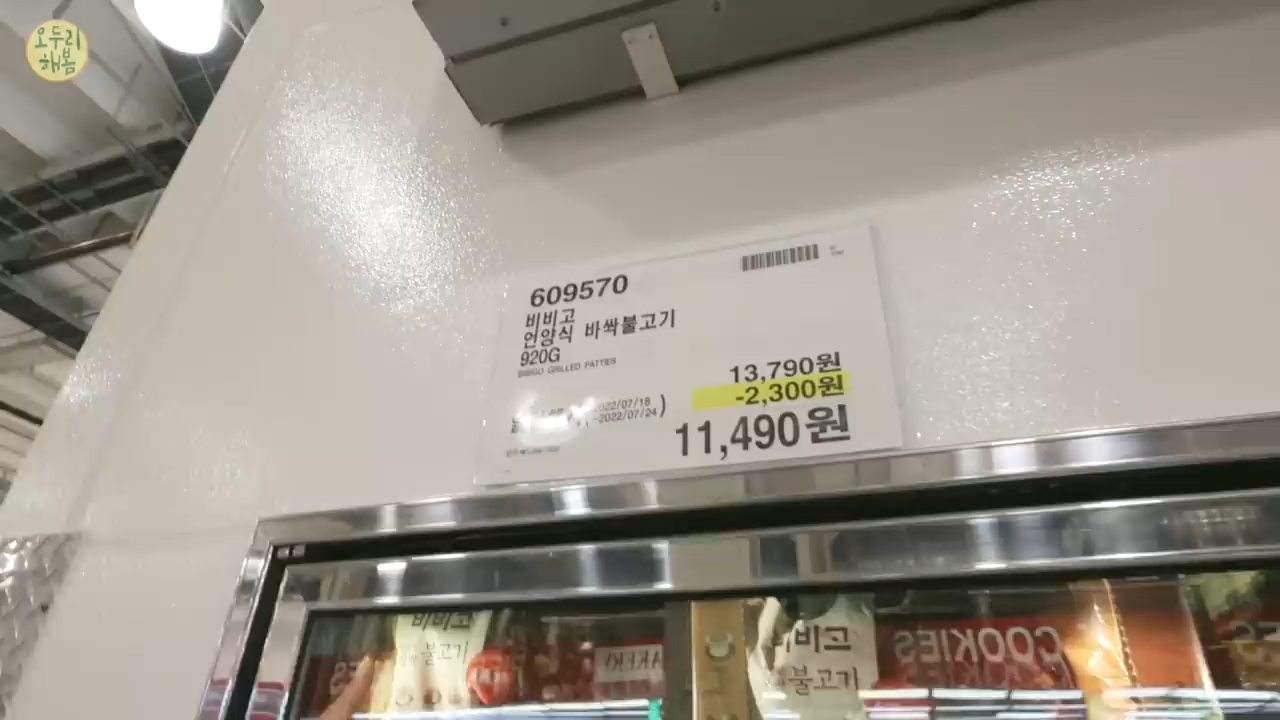 오두리
해봄
609570
비비고
언양식 바싹불고기
920G
BIBIGO GRILLED PATTIES
13,790원
-2,300원
2022/07/18
-2022/07/24)
11,490원
비비고
불고기
비비고
불고기
COOKIES